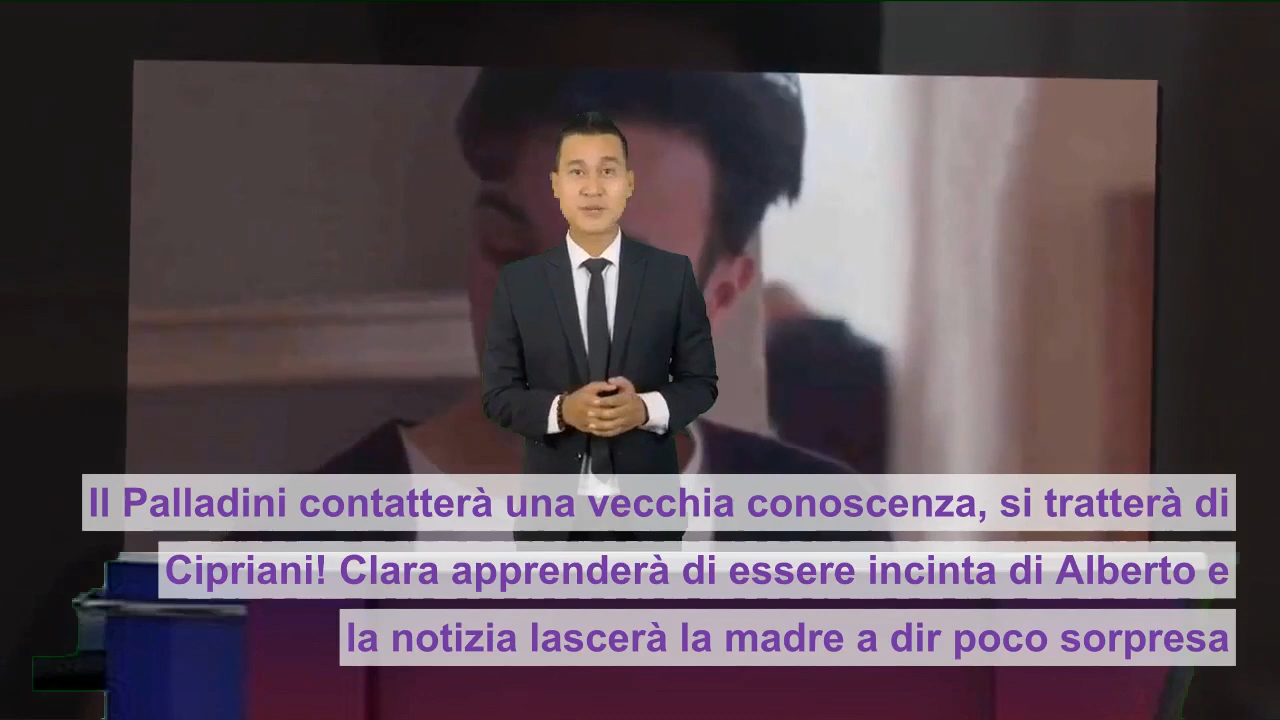 Il Palladini contatterà una vecchia conoscenza, si tratterà di
Cipriani! Clara apprenderà di essere incinta di Alberto e
la notizia lascerà la madre a dir poco sorpresa